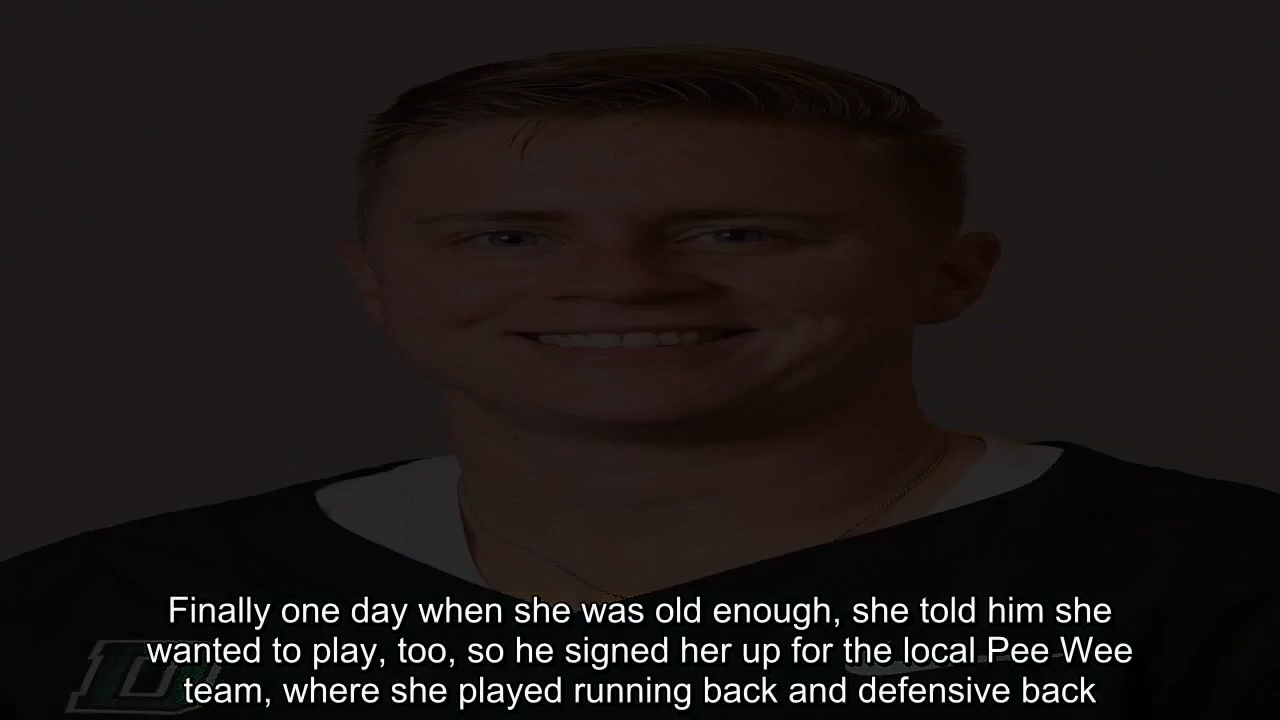 Finally one day when she was old enough, she told him she
wanted to play, too, so he signed her up for the local Pee Wee
team, where she played running back and defensive back
D